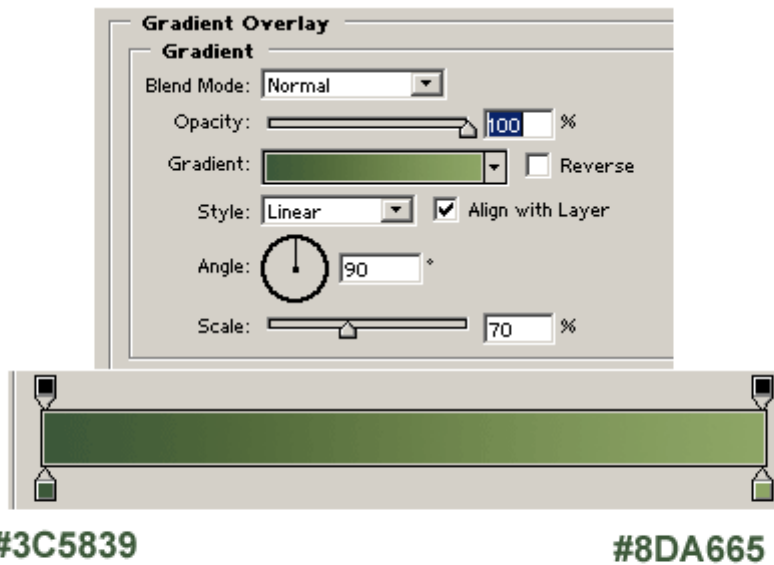 Gradient Overlay
Gradient
Blend Mode: Normal
Opacity: 100 %
Gradient: Reverse
Style: Linear Align with Layer
Angle: 90 °
Scale: 70 %
#3C5839 #8DA665